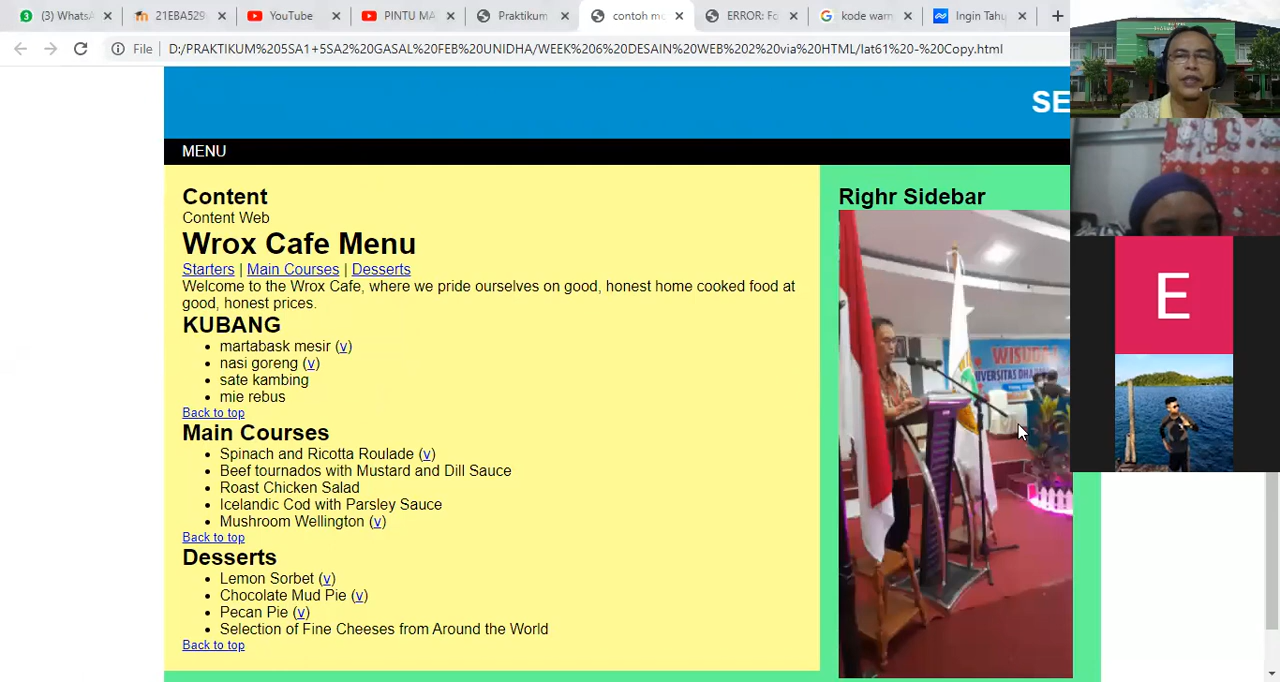 (3) WhatsA
21EBA529
YouTube
PINTU MA
Praktikum
contoh me
ERROR: Fo
kode warn
Ingin Tahu
File D:/PRAKTIKUM%205SA1+5SA2%20GASAL%20FEB%20UNIDHA/WEEK%206%20DESAIN%20WEB%202%20via%20HTML/lat61%20-%20Copy.html
SE
MENU
Content
Content Web
Wrox Cafe Menu
Starters | Main Courses | Desserts
Welcome to the Wrox Cafe, where we pride ourselves on good, honest home cooked food at
good, honest prices.
KUBANG
• martabask mesir (v)
• nasi goreng (v)
• sate kambing
• mie rebus
Back to top
Main Courses
• Spinach and Ricotta Roulade (v)
• Beef tournados with Mustard and Dill Sauce
• Roast Chicken Salad
• Icelandic Cod with Parsley Sauce
• Mushroom Wellington (v)
Back to top
Desserts
• Lemon Sorbet (v)
• Chocolate Mud Pie (v)
• Pecan Pie (v)
• Selection of Fine Cheeses from Around the World
Back to top
Righr Sidebar
WISUDA
E